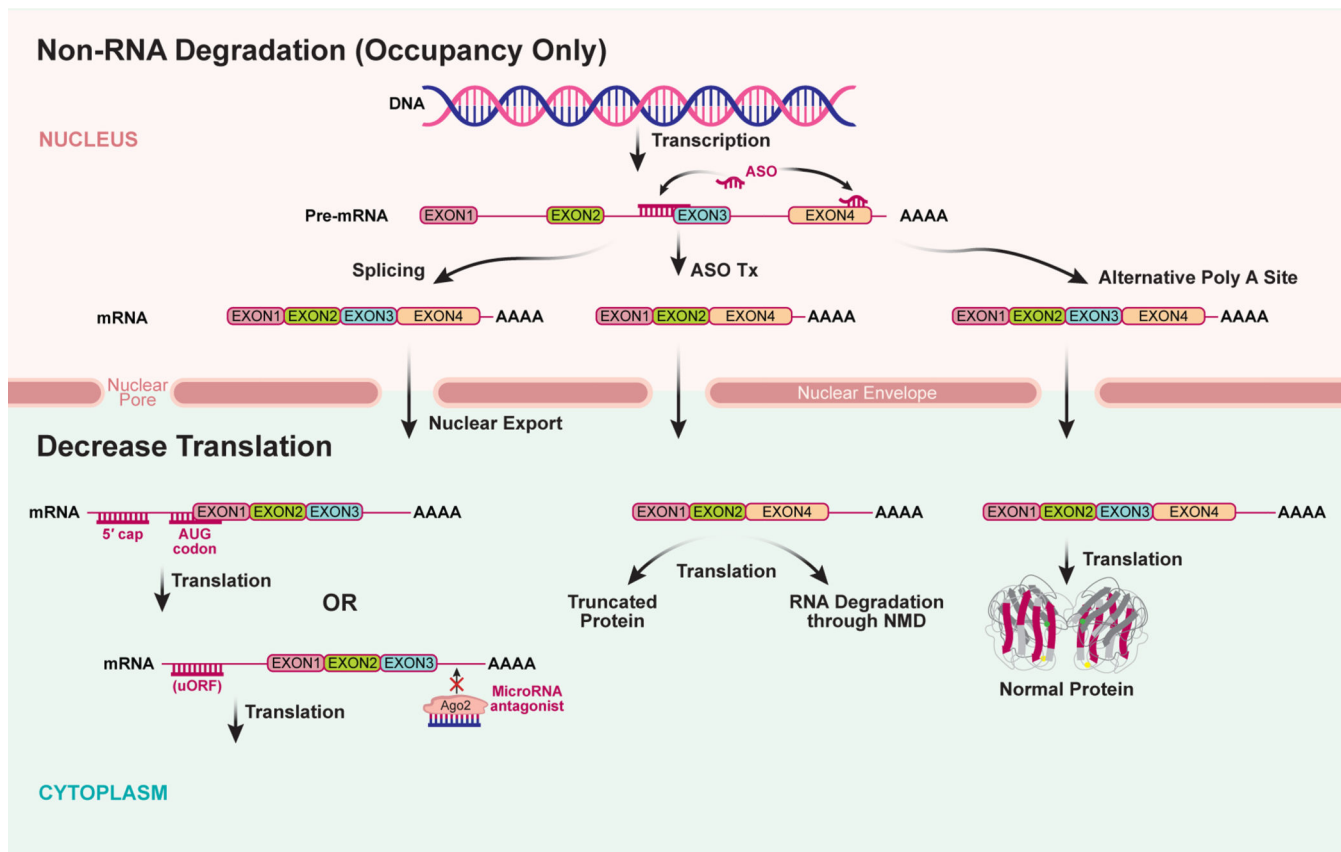 Non-RNA Degradation (Occupancy Only)
DNA
NUCLEUS
Transcription
ASO
Pre-mRNA
EXON1
EXON2
EXON3
EXON4
AAAA
Splicing
ASO Tx
Alternative Poly A Site
mRNA
EXON1 EXON2 EXON3 EXON4 AAAA
EXON1 EXON2 EXON4 AAAA
EXON1 EXON2 EXON3 EXON4 AAAA
Nuclear
Pore
Nuclear Envelope
Nuclear Export
Decrease Translation
mRNA
EXON1 EXON2 EXON3 AAAA
5' cap
AUG
codon
EXON1 EXON2 EXON4 AAAA
EXON1 EXON2 EXON3 EXON4 AAAA
Translation
OR
Translation
Truncated
Protein
RNA Degradation
through NMD
Translation
Normal Protein
mRNA
(uORF)
EXON1 EXON2 EXON3 AAAA
Ago2
MicroRNA
antagonist
Translation
CYTOPLASM